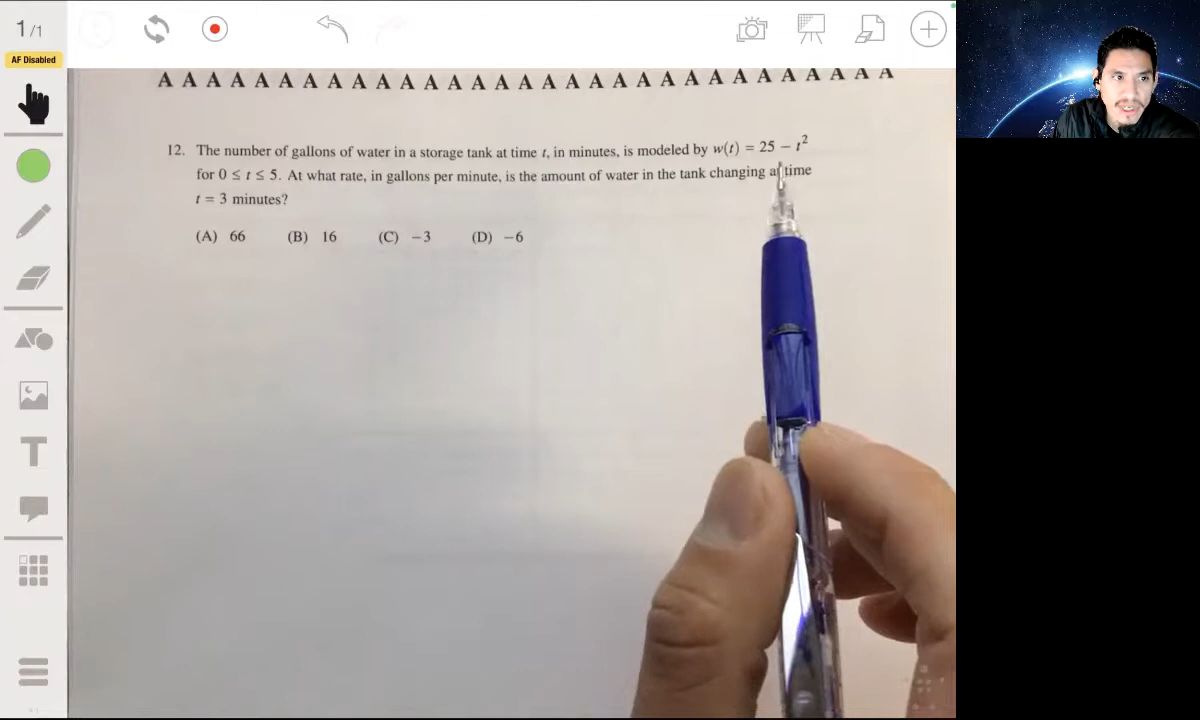 1/1
AF Disabled
A A A A A A A A A A A A A A A A A A A A A A A A A A A A A A A
12. The number of gallons of water in a storage tank at time t, in minutes, is modeled by w(t) = 25 − t²
for 0 ≤ t ≤ 5. At what rate, in gallons per minute, is the amount of water in the tank changing at time
t = 3 minutes?
(A) 66 (B) 16 (C) −3 (D) −6
T